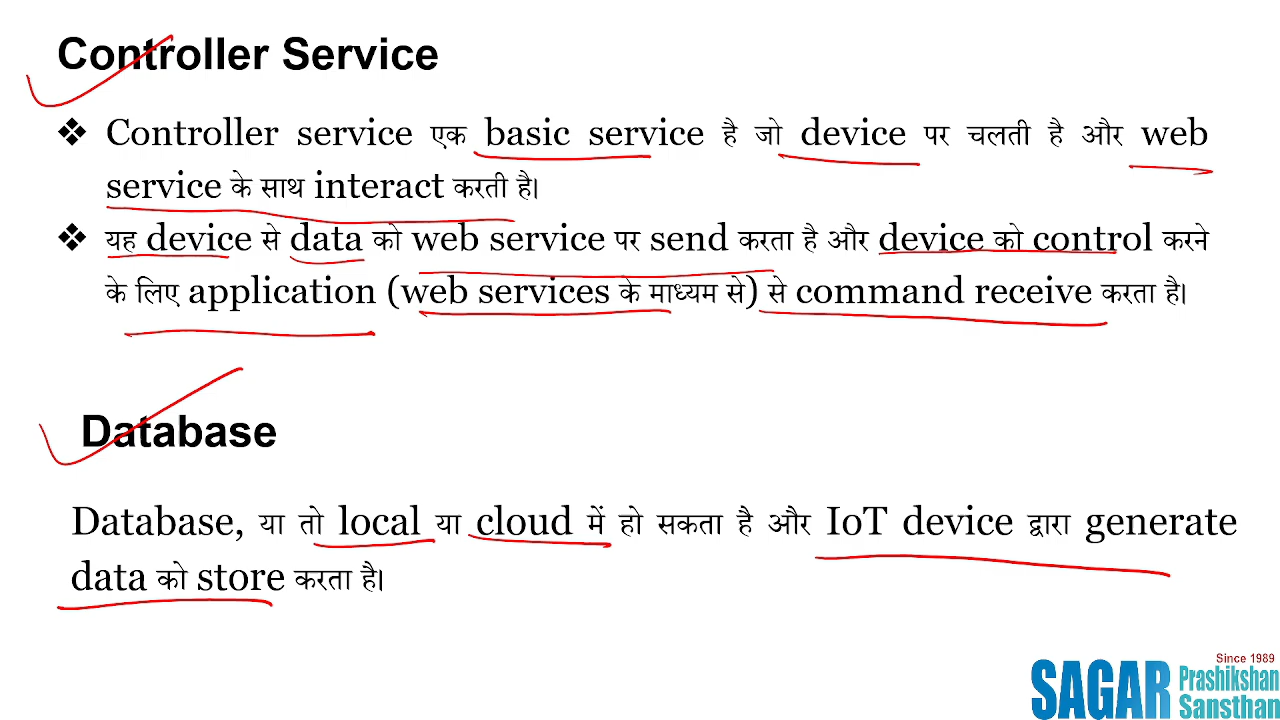 Controller Service
❖ Controller service एक basic service है जो device पर चलती है और web
service के साथ interact करती है।
❖ यह device से data को web service पर send करता है और device को control करने
के लिए application (web services के माध्यम से) से command receive करता है।
Database
Database, या तो local या cloud में हो सकता है और IoT device द्वारा generate
data को store करता है।
Since 1989
SAGAR Prashikshan
Sansthan